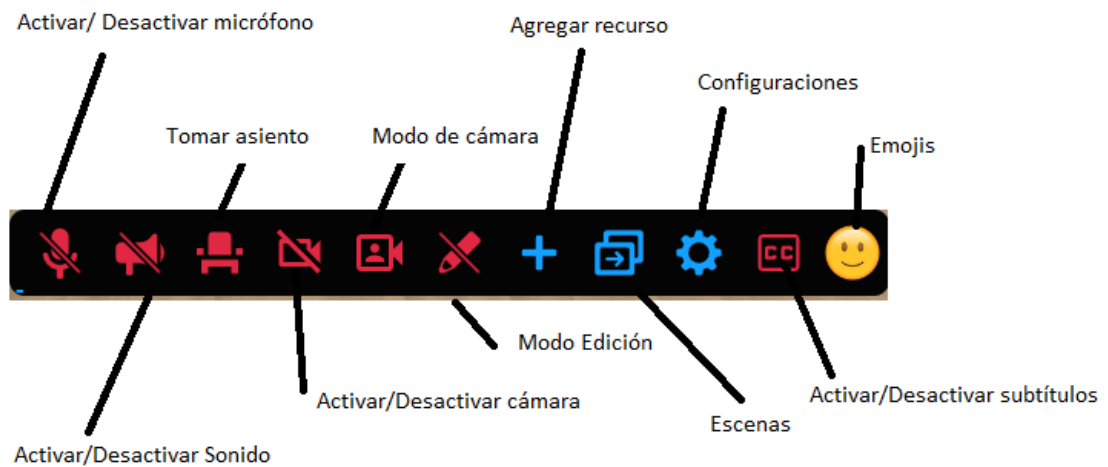 Activar/ Desactivar micrófono
Agregar recurso
Configuraciones
Tomar asiento
Modo de cámara
Emojis
CC
Modo Edición
Activar/Desactivar cámara
Activar/Desactivar subtítulos
Escenas
Activar/Desactivar Sonido